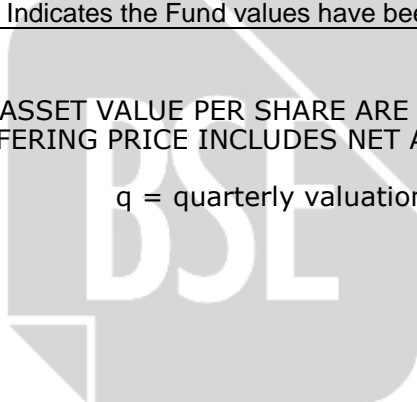 Indicates the Fund values have bee
ASSET VALUE PER SHARE ARE
FERING PRICE INCLUDES NET A
q = quarterly valuation
BSE